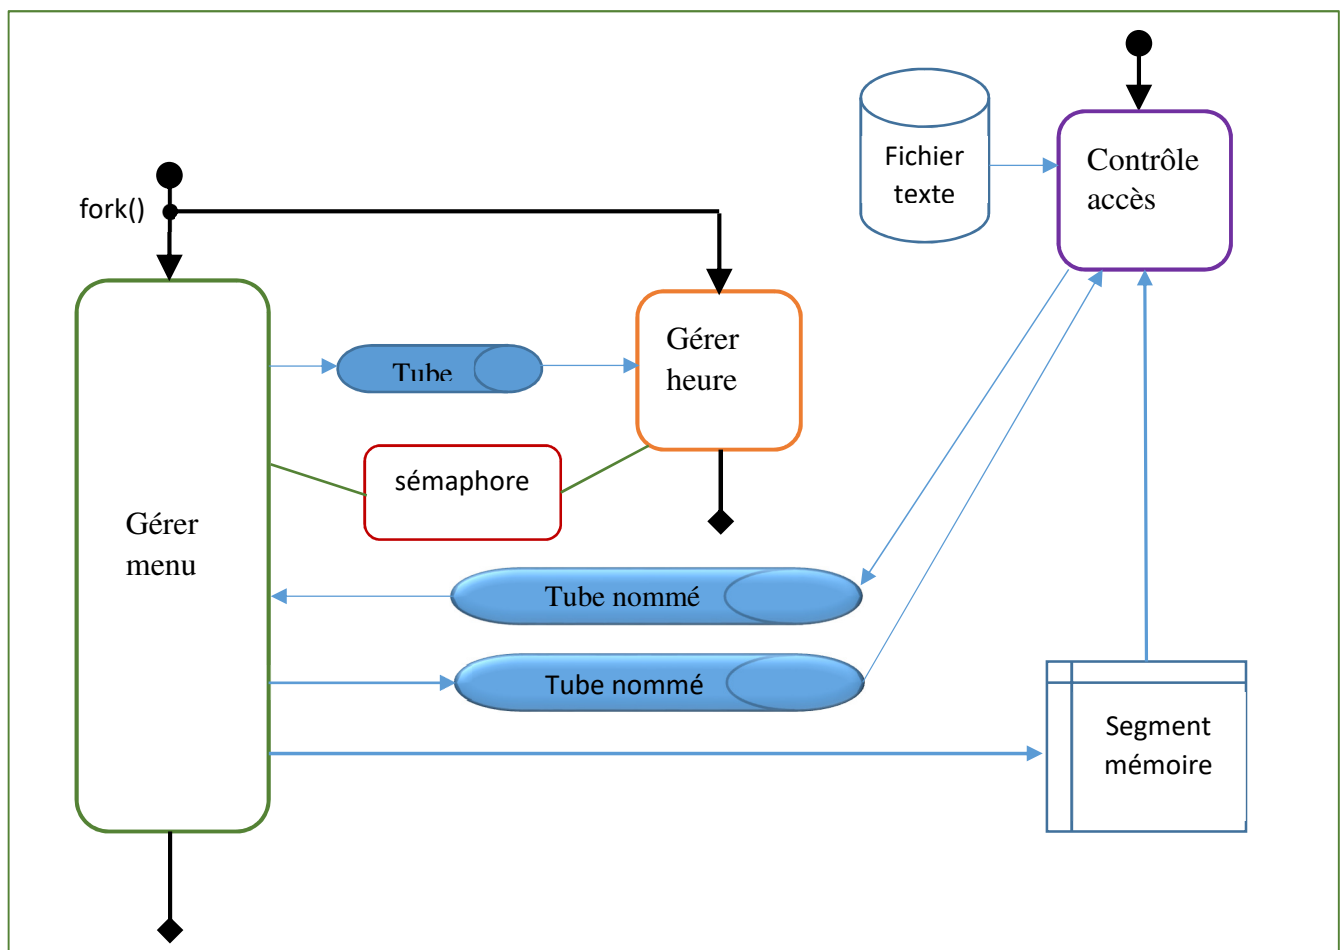 Fichier
texte
Contrôle
accès
fork()
Gérer
heure
Tube
sémaphore
Gérer
menu
Tube nommé
Tube nommé
Segment
mémoire